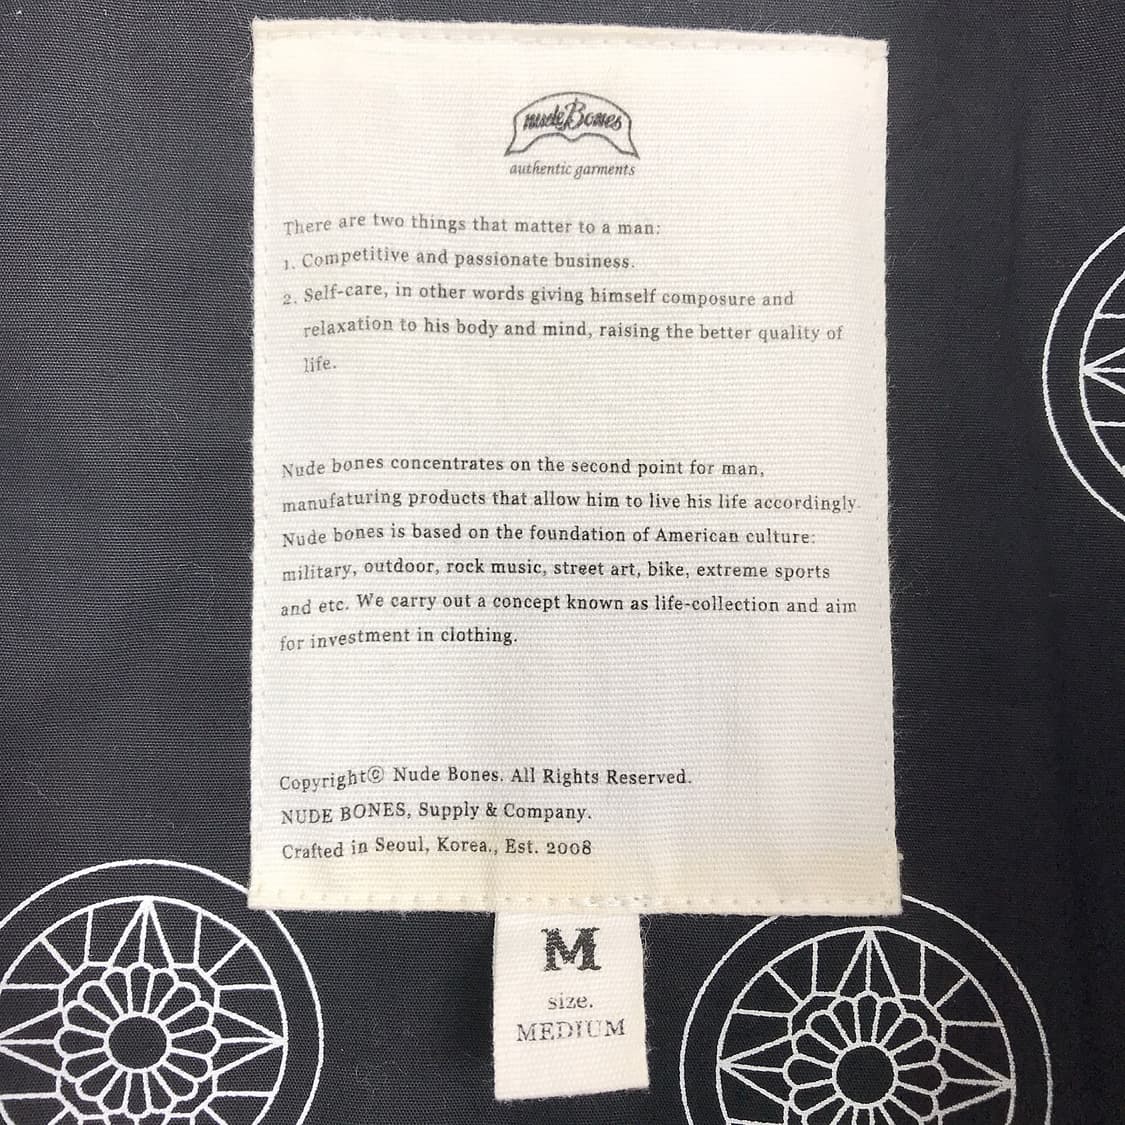 nude Bones
authentic garments
There are two things that matter to a man:
1. Competitive and passionate business.
2. Self-care, in other words giving himself composure and
relaxation to his body and mind, raising the better quality of
life.
Nude bones concentrates on the second point for man,
manufaturing products that allow him to live his life accordingly.
Nude bones is based on the foundation of American culture:
military, outdoor, rock music, street art, bike, extreme sports
and etc. We carry out a concept known as life-collection and aim
for investment in clothing.
Copyright© Nude Bones. All Rights Reserved.
NUDE BONES, Supply & Company.
Crafted in Seoul, Korea., Est. 2008
M
size.
MEDIUM